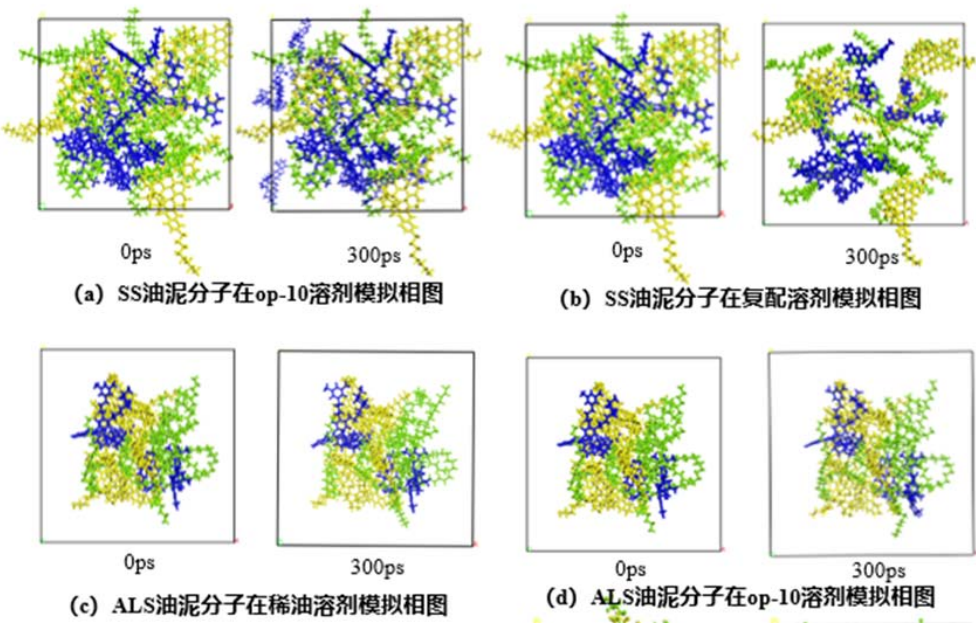 0ps
300ps
0ps
300ps
(a) SS油泥分子在op-10溶剂模拟相图
(b) SS油泥分子在复配溶剂模拟相图
0ps
300ps
0ps
300ps
(c) ALS油泥分子在稀油溶剂模拟相图
(d) ALS油泥分子在op-10溶剂模拟相图